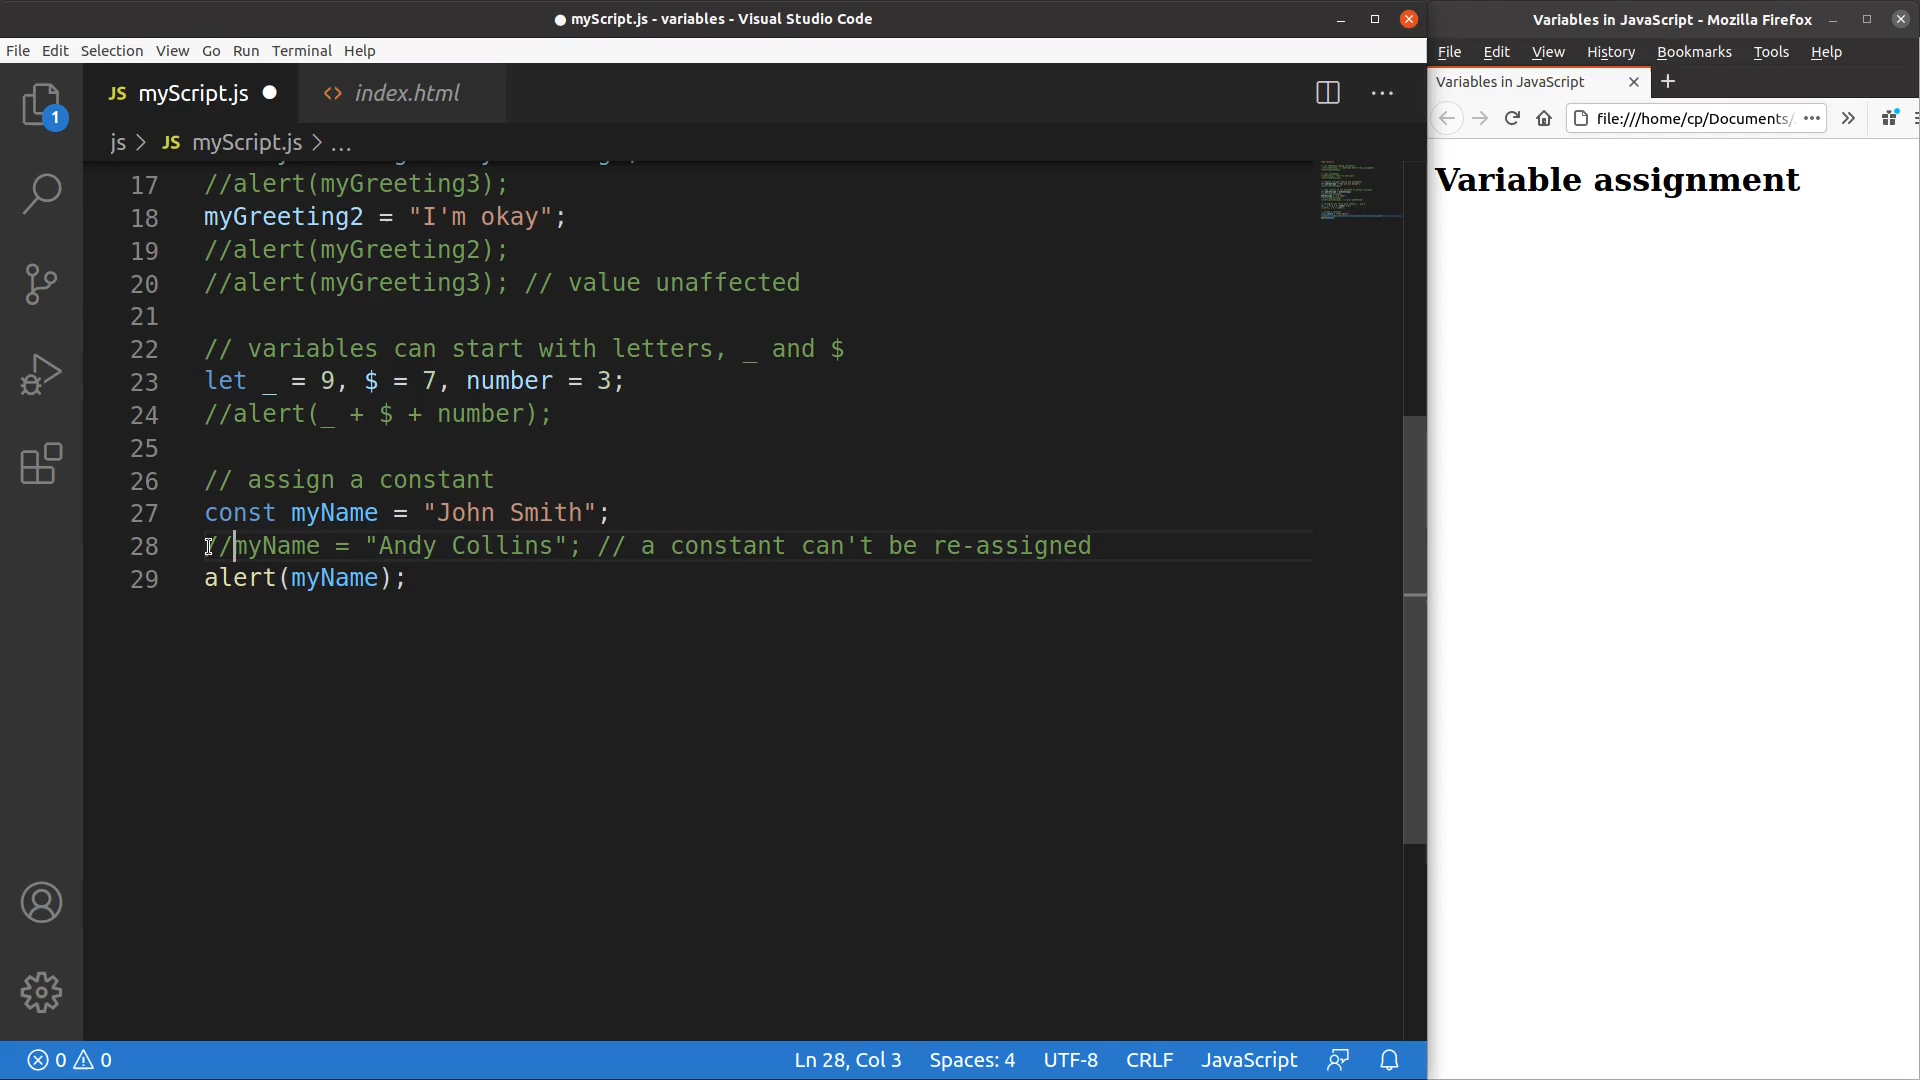 ● myScript.js - variables - Visual Studio Code
File Edit Selection View Go Run Terminal Help
JS myScript.js ● <> index.html
js > JS myScript.js > ...
17 //alert(myGreeting3);
18 myGreeting2 = "I'm okay";
19 //alert(myGreeting2);
20 //alert(myGreeting3); // value unaffected
21
22 // variables can start with letters, _ and $
23 let _ = 9, $ = 7, number = 3;
24 //alert(_ + $ + number);
25
26 // assign a constant
27 const myName = "John Smith";
28 //myName = "Andy Collins"; // a constant can't be re-assigned
29 alert(myName);
1
0 0
Ln 28, Col 3 Spaces: 4 UTF-8 CRLF JavaScript
Variables in JavaScript - Mozilla Firefox
File Edit View History Bookmarks Tools Help
Variables in JavaScript
file:///home/cp/Documents/
Variable assignment